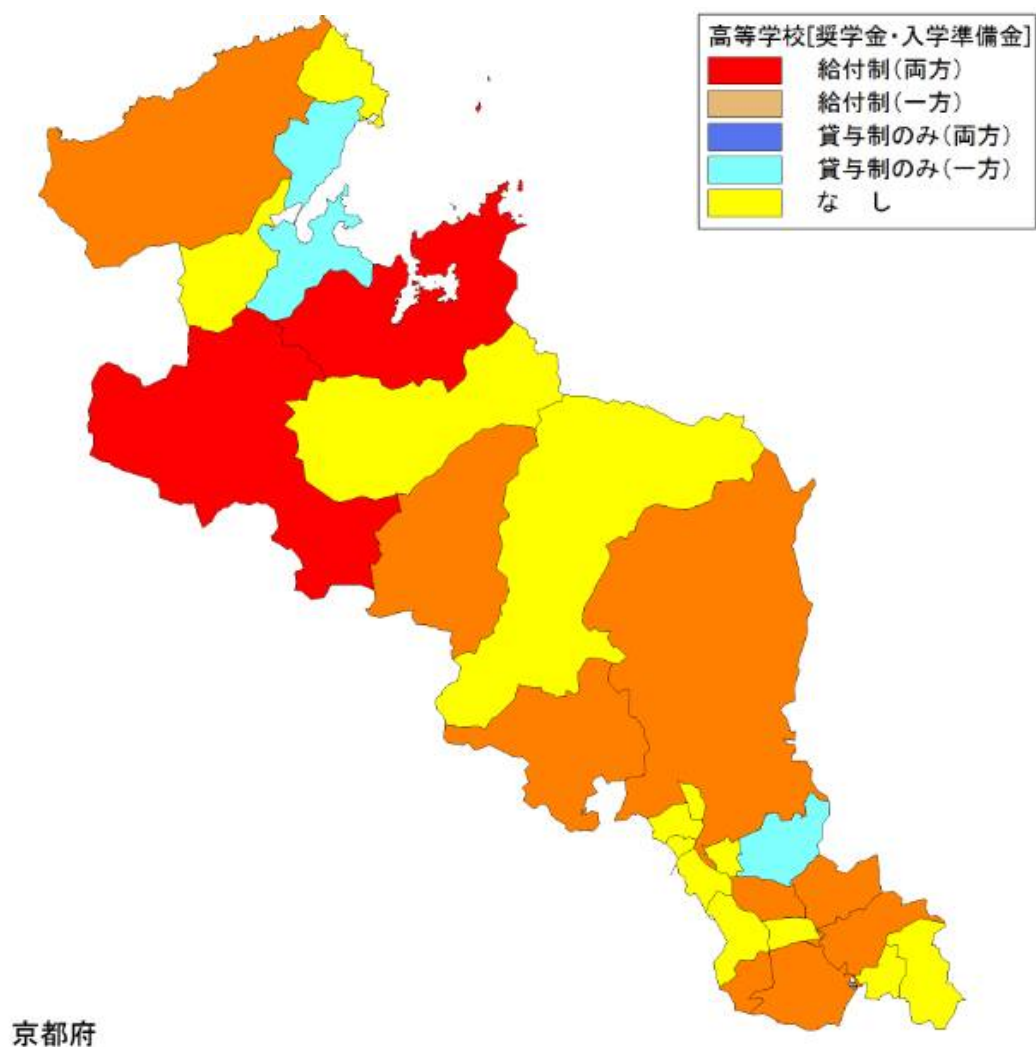 高等学校[奨学金・入学準備金]
給付制(両方)
給付制(一方)
貸与制のみ(両方)
貸与制のみ(一方)
な し
京都府